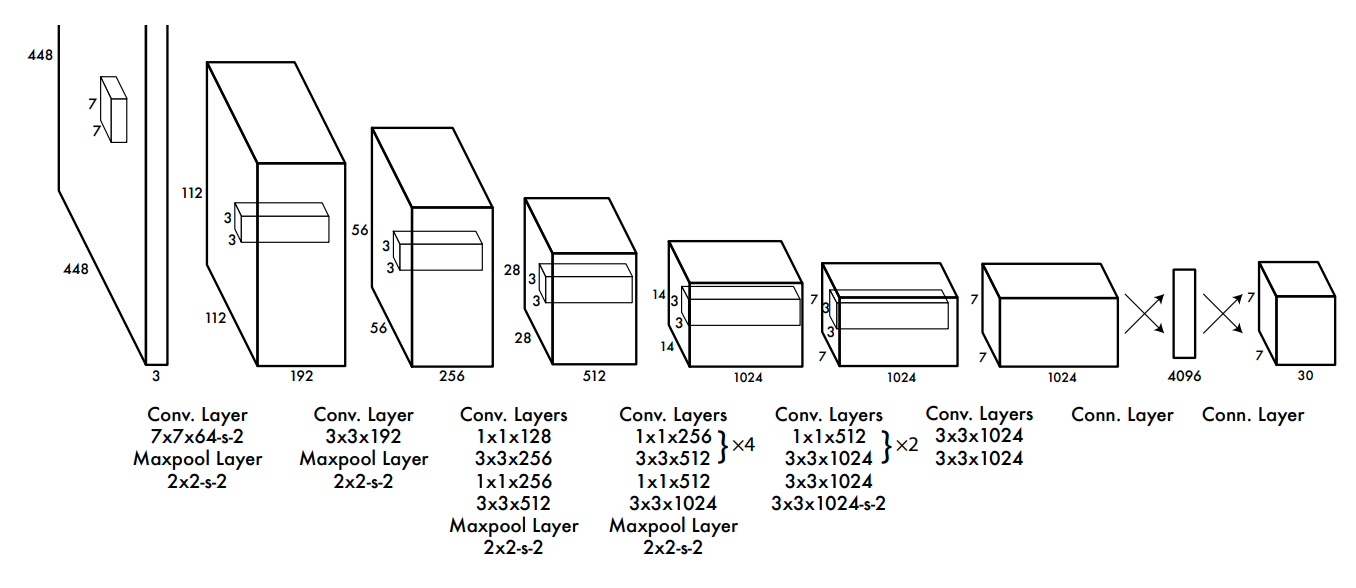 448
7
7
448
3
112
3
3
112
192
56
3
3
56
256
28
3
3
28
512
14
3
3
14
1024
7
3
3
7
1024
7
7
1024
4096
7
7
30
Conv. Layer
7x7x64-s-2
Maxpool Layer
2x2-s-2
Conv. Layer
3x3x192
Maxpool Layer
2x2-s-2
Conv. Layers
1x1x128
3x3x256
1x1x256
3x3x512
Maxpool Layer
2x2-s-2
Conv. Layers
1x1x256
3x3x512
}×4
1x1x512
3x3x1024
Maxpool Layer
2x2-s-2
Conv. Layers
1x1x512
3x3x1024
}×2
3x3x1024
3x3x1024-s-2
Conv. Layers
3x3x1024
3x3x1024
Conn. Layer
Conn. Layer